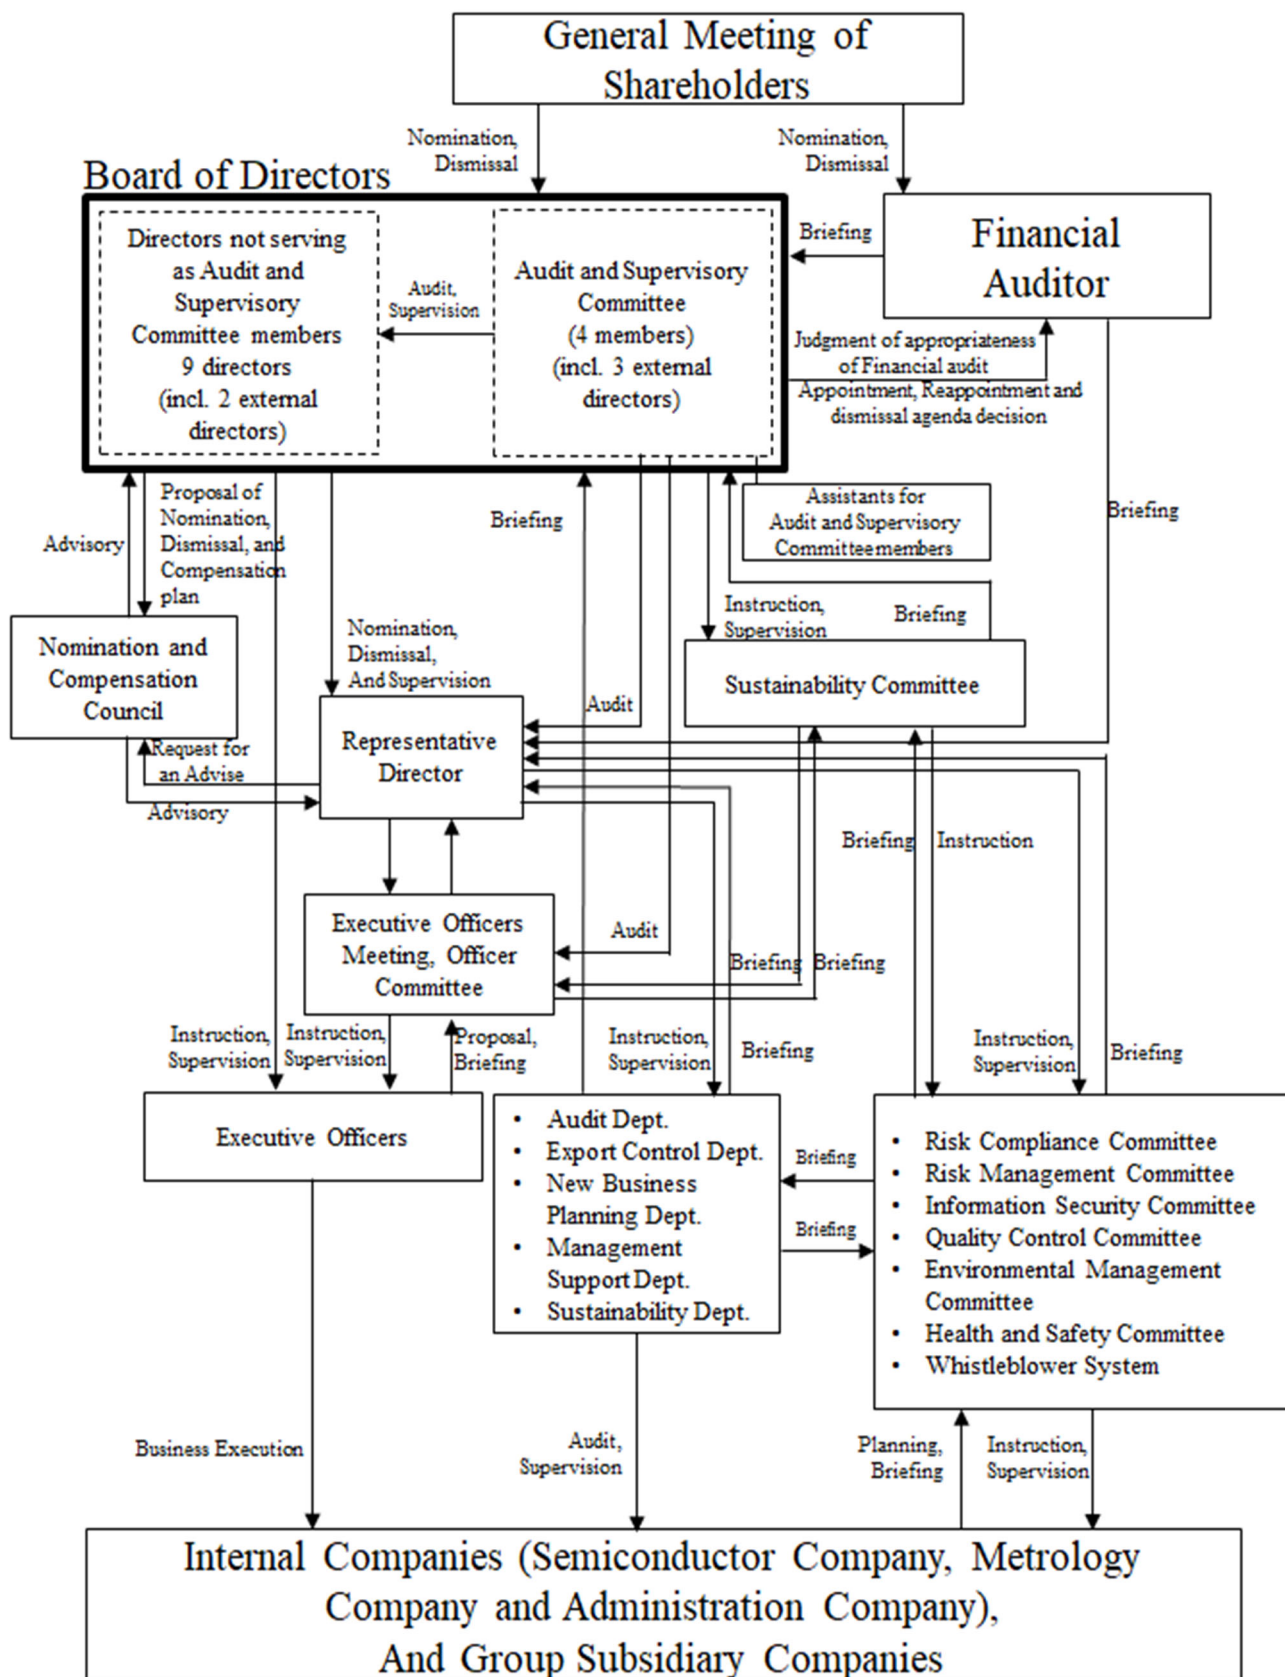 General Meeting of
Shareholders
Nomination,
Dismissal
Nomination,
Dismissal
Board of Directors
Directors not serving
as Audit and
Supervisory
Committee members
9 directors
(incl. 2 external
directors)
Audit,
Supervision
Audit and Supervisory
Committee
(4 members)
(incl. 3 external
directors)
Briefing
Financial
Auditor
Judgment of appropriateness
of Financial audit
Appointment, Reappointment and
dismissal agenda decision
Advisory
Proposal of
Nomination,
Dismissal, and
Compensation
plan
Briefing
Assistants for
Audit and Supervisory
Committee members
Briefing
Nomination and
Compensation
Council
Nomination,
Dismissal,
And Supervision
Instruction,
Supervision
Briefing
Sustainability Committee
Audit
Representative
Director
Request for
an Advise
Advisory
Briefing
Instruction
Executive Officers
Meeting, Officer
Committee
Audit
Briefing
Briefing
Instruction,
Supervision
Instruction,
Supervision
Proposal,
Briefing
Instruction,
Supervision
Briefing
Instruction,
Supervision
Briefing
Executive Officers
• Audit Dept.
• Export Control Dept.
• New Business
Planning Dept.
• Management
Support Dept.
• Sustainability Dept.
Briefing
Briefing
• Risk Compliance Committee
• Risk Management Committee
• Information Security Committee
• Quality Control Committee
• Environmental Management
Committee
• Health and Safety Committee
• Whistleblower System
Business Execution
Audit,
Supervision
Planning,
Briefing
Instruction,
Supervision
Internal Companies (Semiconductor Company, Metrology
Company and Administration Company),
And Group Subsidiary Companies